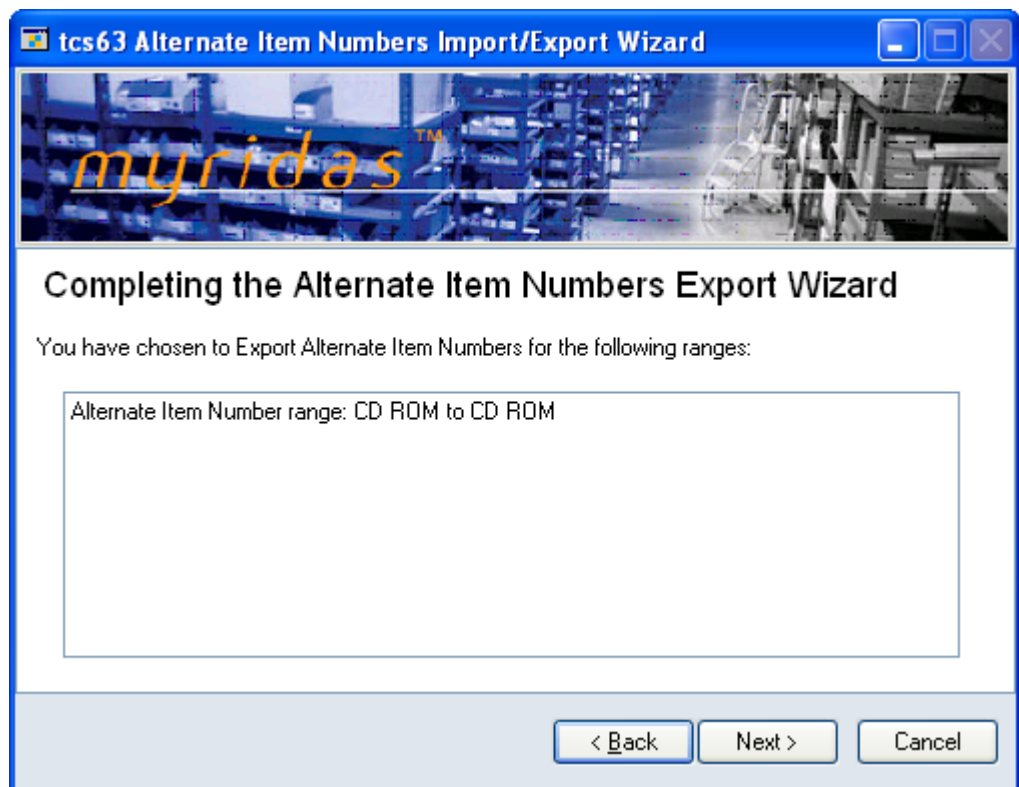 tcs63 Alternate Item Numbers Import/Export Wizard
myridas™
Completing the Alternate Item Numbers Export Wizard
You have chosen to Export Alternate Item Numbers for the following ranges:
Alternate Item Number range: CD ROM to CD ROM
< Back Next > Cancel